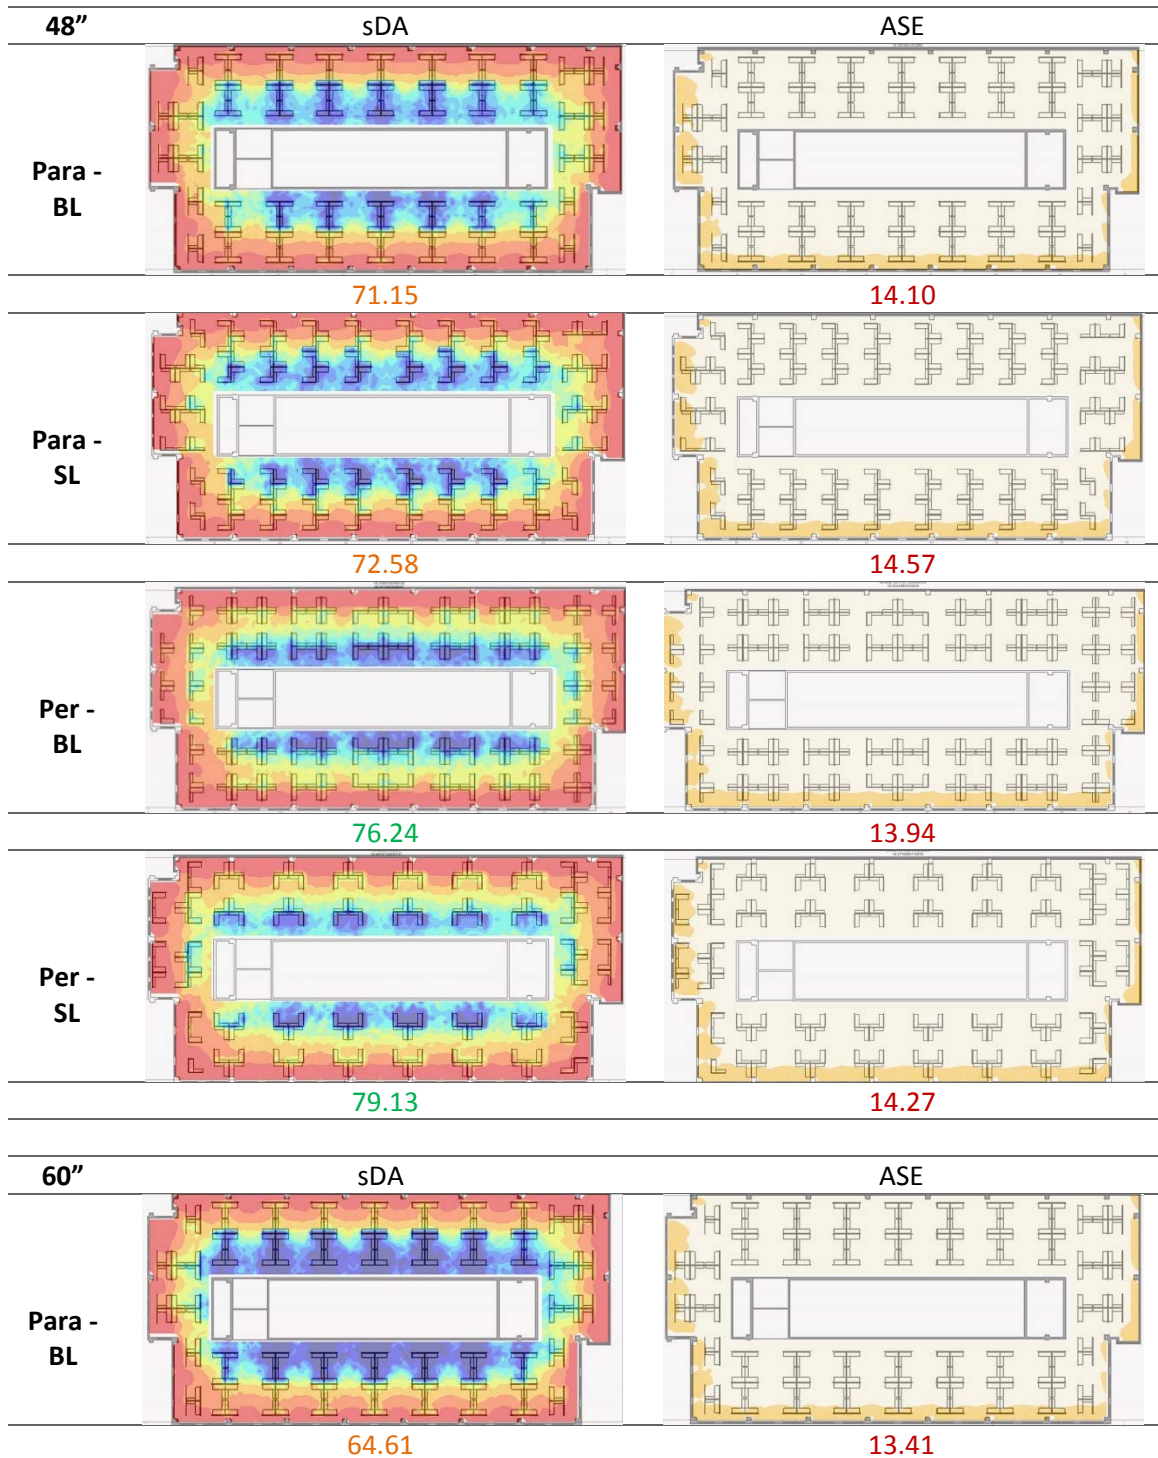 48” sDA ASE
Para -
BL
71.15 14.10
Para -
SL
72.58 14.57
Per -
BL
76.24 13.94
Per -
SL
79.13 14.27
60” sDA ASE
Para -
BL
64.61 13.41